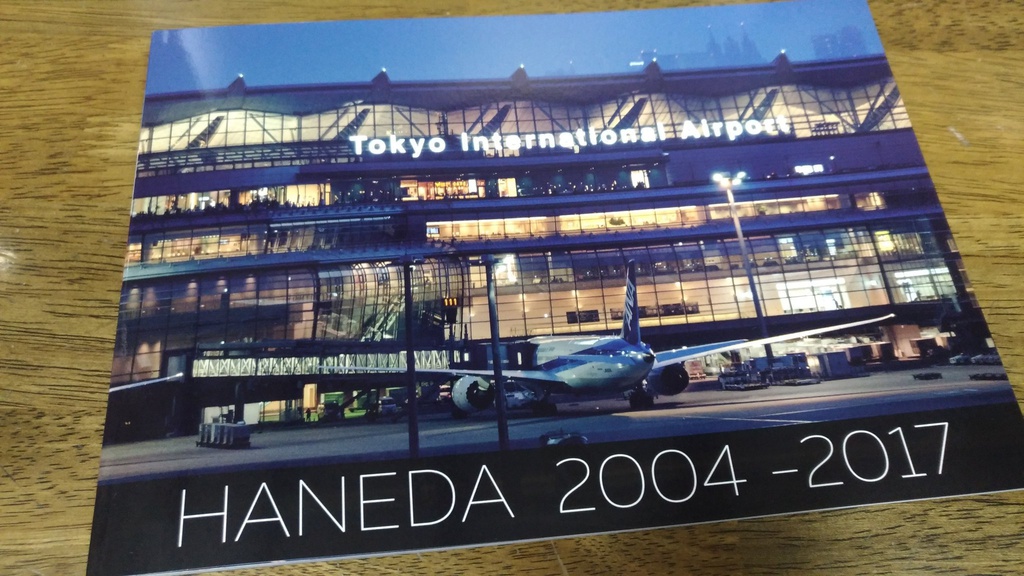 Tokyo International Airport
HANEDA 2004-2017